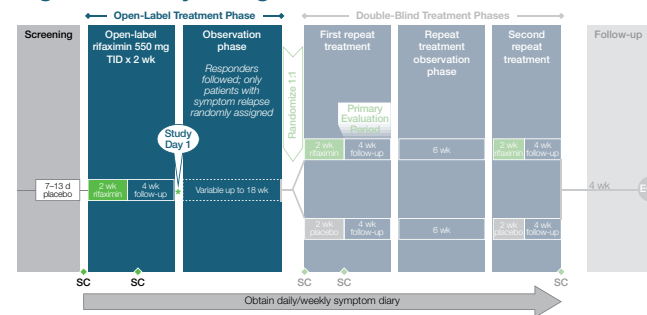 Open-Label Treatment Phase
Double-Blind Treatment Phases
Screening
Open-label
rifaximin 550 mg
TID x 2 wk
Observation
phase
Responders
followed; only
patients with
symptom relapse
randomly assigned
Randomize 1:1
First repeat
treatment
Repeat
treatment
observation
phase
Second
repeat
treatment
Follow-up
Primary
Evaluation
Period
Study
Day 1
2 wk
rifaximin
4 wk
follow-up
6 wk
2 wk
rifaximin
4 wk
follow-up
7–13 d
placebo
2 wk
rifaximin
4 wk
follow-up
*
Variable up to 18 wk
4 wk
2 wk
placebo
4 wk
follow-up
6 wk
2 wk
placebo
4 wk
follow-up
SC
SC
SC
SC
SC
Obtain daily/weekly symptom diary